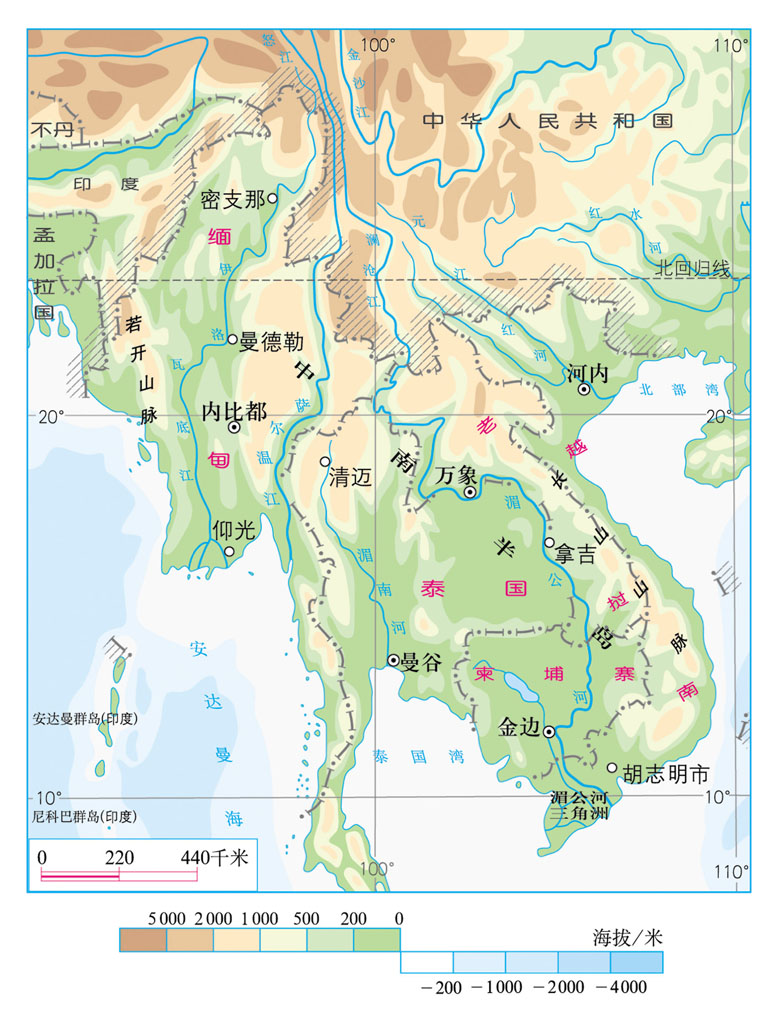 100°
110°
怒江
金沙江
中华人民共和国
不丹
印度
密支那
孟加拉国
缅甸
元江
红水河
澜沧江
北回归线
伊洛瓦底江
若开山脉
曼德勒
中南半岛
红河
河内
北部湾
20°
20°
内比都
萨尔温江
老挝
越南
清迈
万象
湄公河
长山山脉
仰光
拿吉
湄南河
泰国
曼谷
柬埔寨
安达曼海
安达曼群岛(印度)
金边
泰国湾
胡志明市
10°
10°
湄公河
三角洲
尼科巴群岛(印度)
0 220 440千米
100°
110°
5 000 2 000 1 000 500 200 0
海拔/米
−200 −1000 −2000 −4000